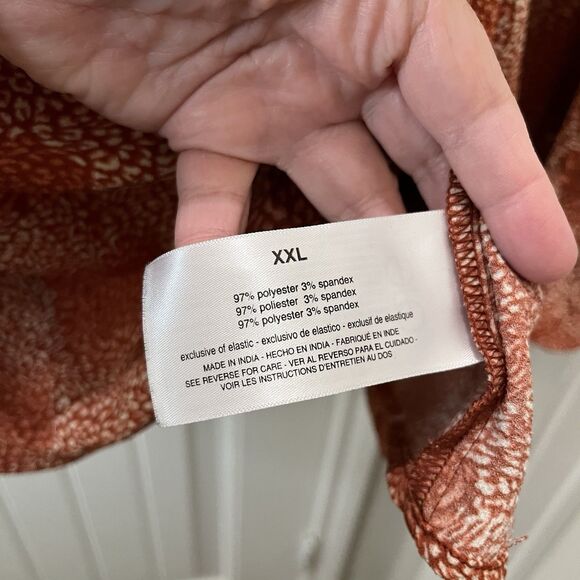 XXL
97% polyester 3% spandex
97% poliester 3% spandex
97% polyester 3% spandex
exclusive of elastic - exclusivo de elastico - exclusif de elastique
MADE IN INDIA - HECHO EN INDIA - FABRIQUÉ EN INDE
SEE REVERSE FOR CARE - VER AL REVERSO PARA EL CUIDADO -
VOIR LES INSTRUCTIONS D'ENTRETIEN AU DOS